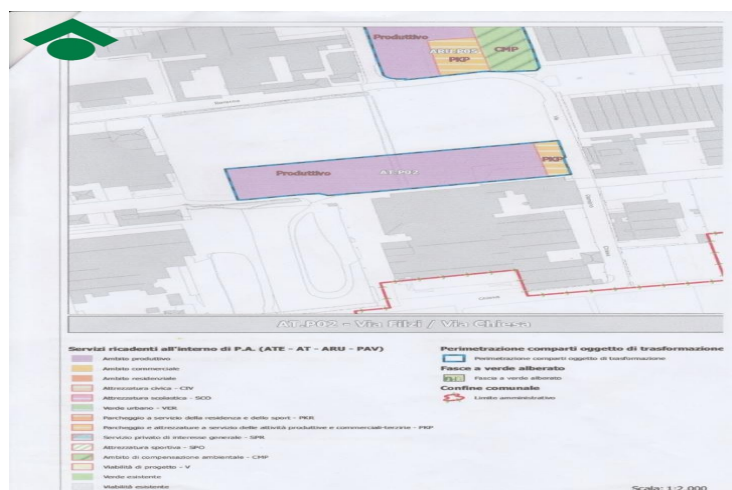 Produttivo
PKP
CMP
Produttivo
AT.P02
PKP
AT.P02 - Via Filzi / Via Chiesa
Servizi ricadenti all'interno di P.A. (ATE - AT - ARU - PAV)
Ambito produttivo
Ambito commerciale
Ambito residenziale
Attrezzatura civica - CIV
Attrezzatura scolastica - SCO
Verde urbano - VER
Parcheggio a servizio della residenza e dello sport - PKR
Parcheggio e attrezzature a servizio delle attività produttive e commerciali-terziarie - PKP
Servizio privato di interesse generale - SPR
Attrezzatura sportiva - SPO
Ambito di compensazione ambientale - CMP
Viabilità di progetto - V
Verde esistente
Viabilità esistente
Perimetrazione comparti oggetto di trasformazione
Perimetrazione comparti oggetto di trasformazione
Fasce a verde alberato
Fascia a verde alberato
Confine comunale
Limite amministrativo
Scala: 1:2.000